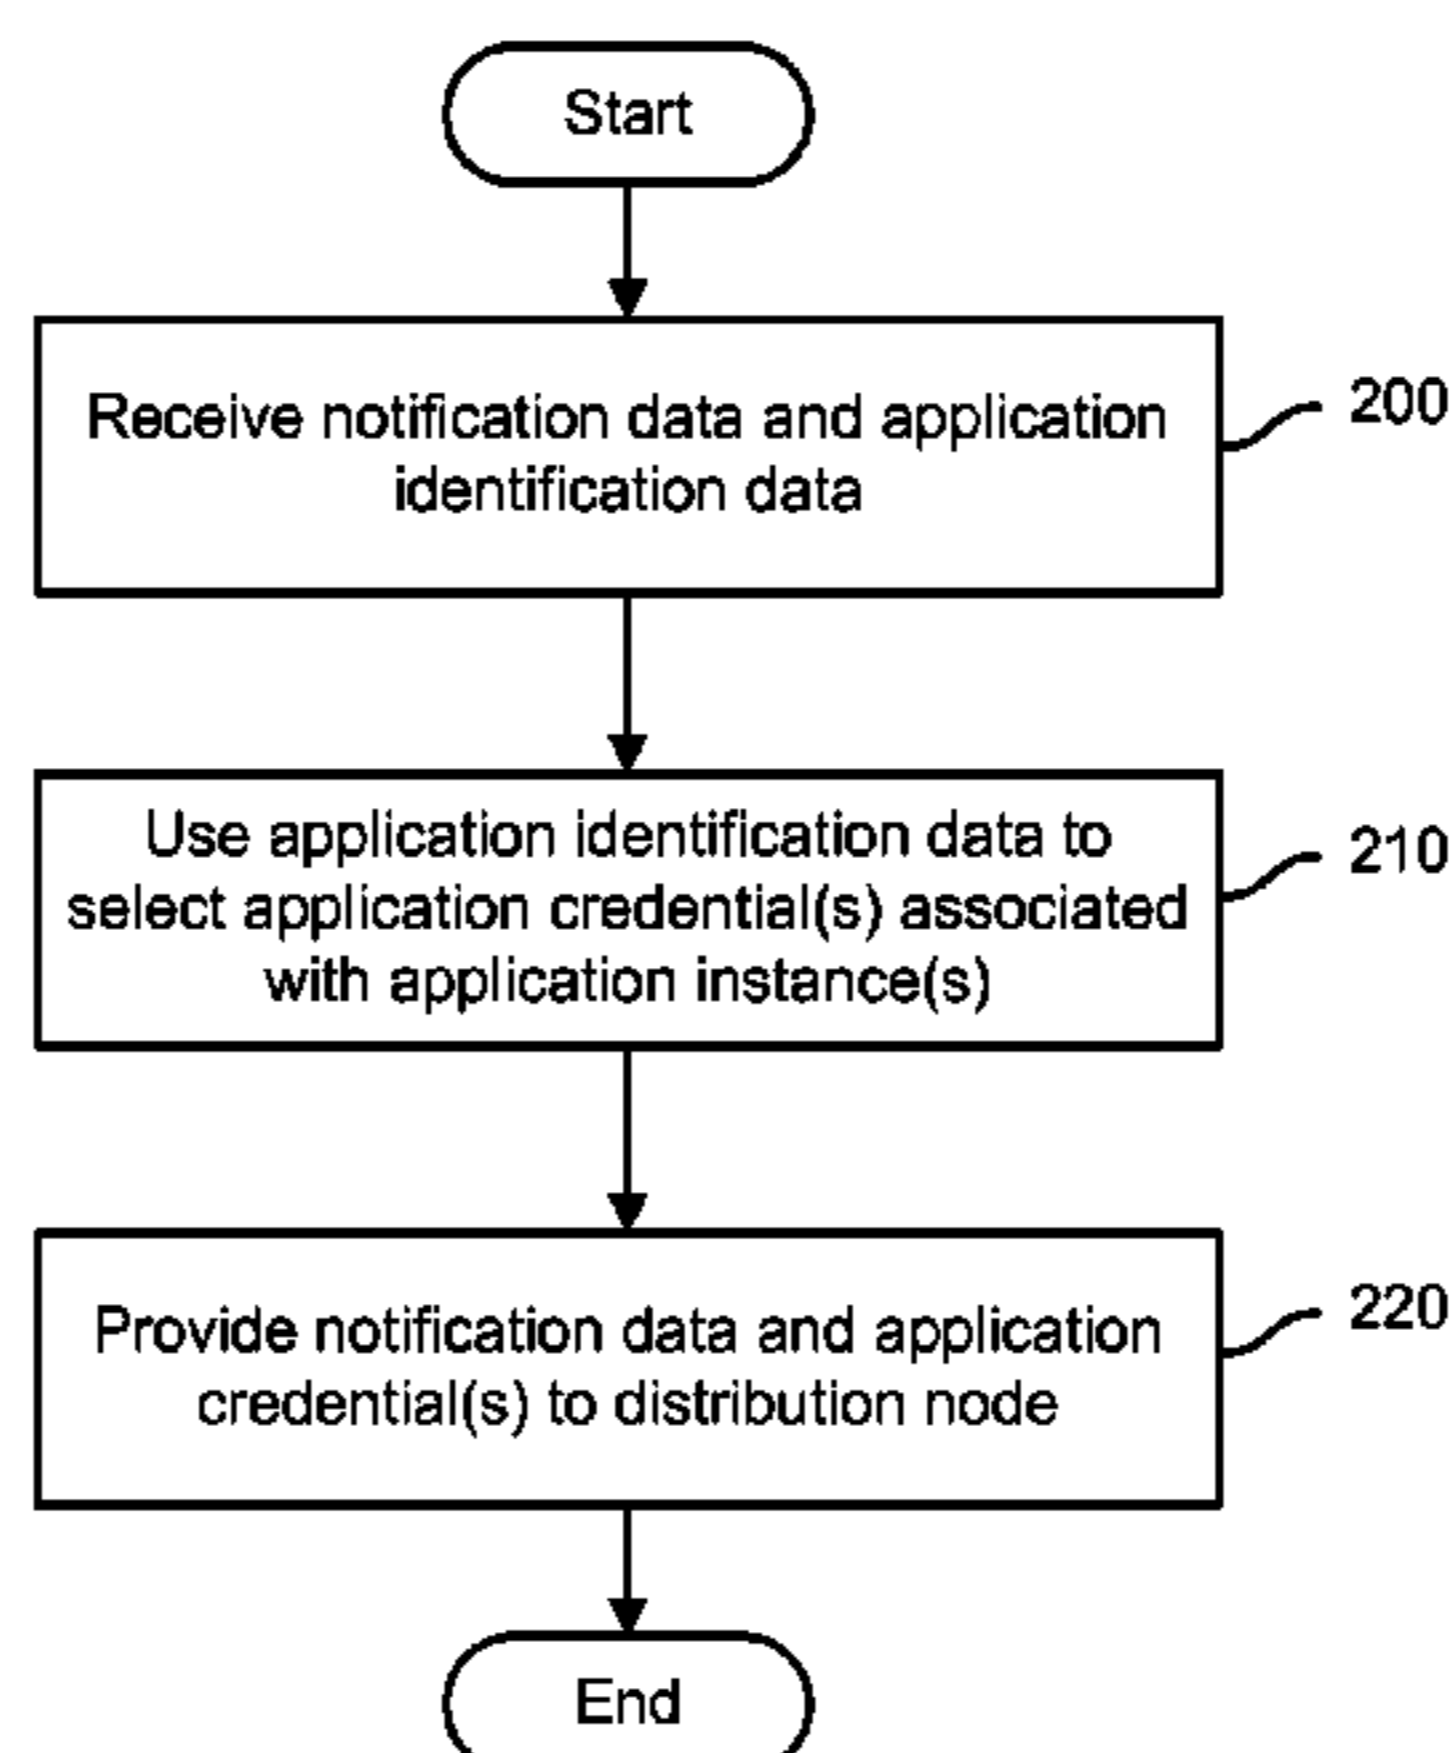 Start
Receive notification data and application
identification data
200
Use application identification data to
select application credential(s) associated
with application instance(s)
210
Provide notification data and application
credential(s) to distribution node
220
End